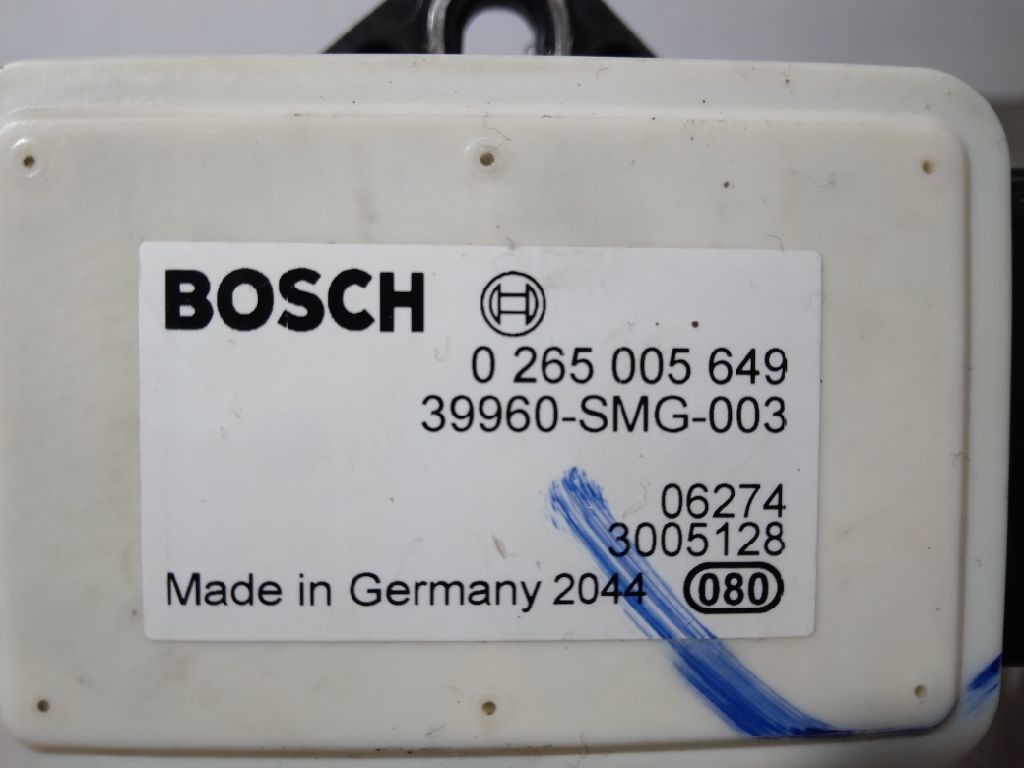 BOSCH
0 265 005 649
39960-SMG-003
06274
3005128
Made in Germany 2044 080